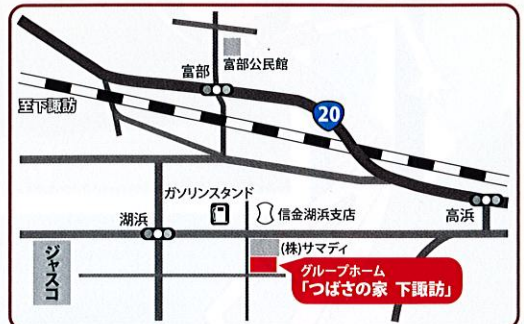 富部公民館
富部
20
至下諏訪
ガソリンスタンド
湖浜
信金湖浜支店
高浜
ジャスコ
(株)サマディ
グループホーム
「つばさの家 下諏訪」